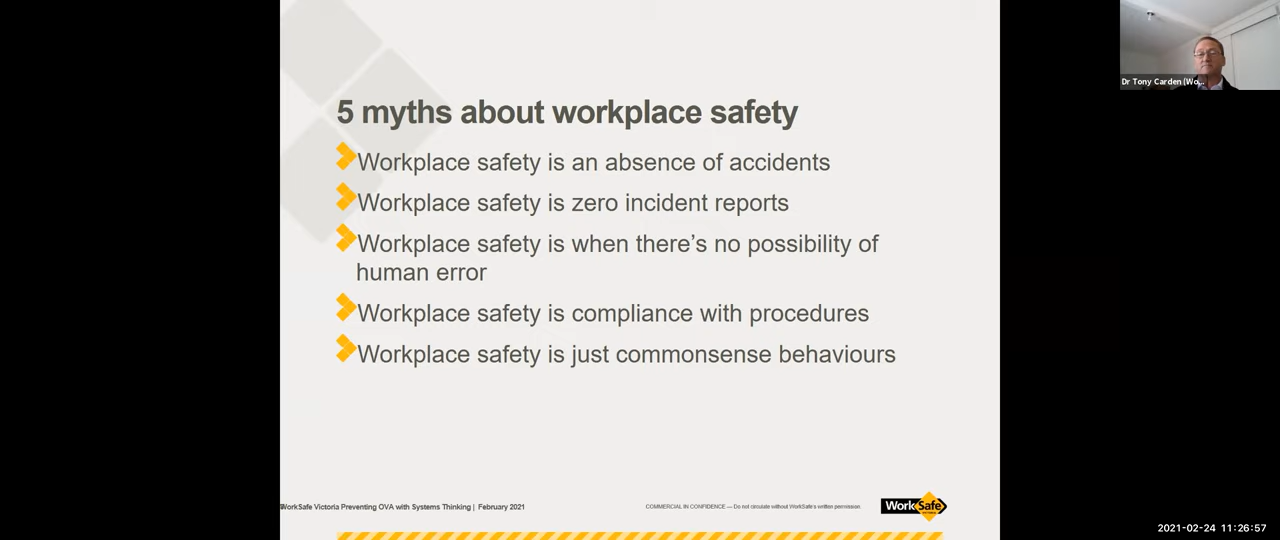 5 myths about workplace safety
Workplace safety is an absence of accidents
Workplace safety is zero incident reports
Workplace safety is when there’s no possibility of
human error
Workplace safety is compliance with procedures
Workplace safety is just commonsense behaviours
WorkSafe Victoria Preventing OVA with Systems Thinking | February 2021
COMMERCIAL IN CONFIDENCE — Do not circulate without WorkSafe's written permission
WorkSafe
VICTORIA
Dr Tony Carden (Wo...
2021-02-24 11:26:57